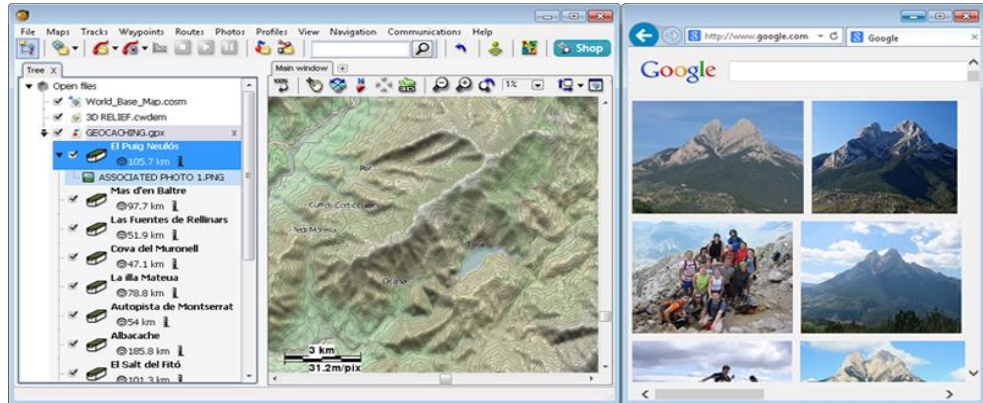 File Maps Tracks Waypoints Routes Photos Profiles View Navigation Communications Help
Shop
Tree X
Main window
Open files
100%
1%
World_Base_Map.cosm
3D RELIEF.cwdem
GEOCACHING.gpx x
El Puig Neulós
105.7 km
ASSOCIATED PHOTO 1.PNG
Mas d'en Baltre
97.7 km
Las Fuentes de Rellinars
51.9 km
Cova del Muronell
47.1 km
La illa Mateua
78.8 km
Autopista de Montserrat
54 km
Albacache
185.8 km
El Salt del Fitó
101.3 km
3 km
31.2m/pix
http://www.google.com
Google
Google